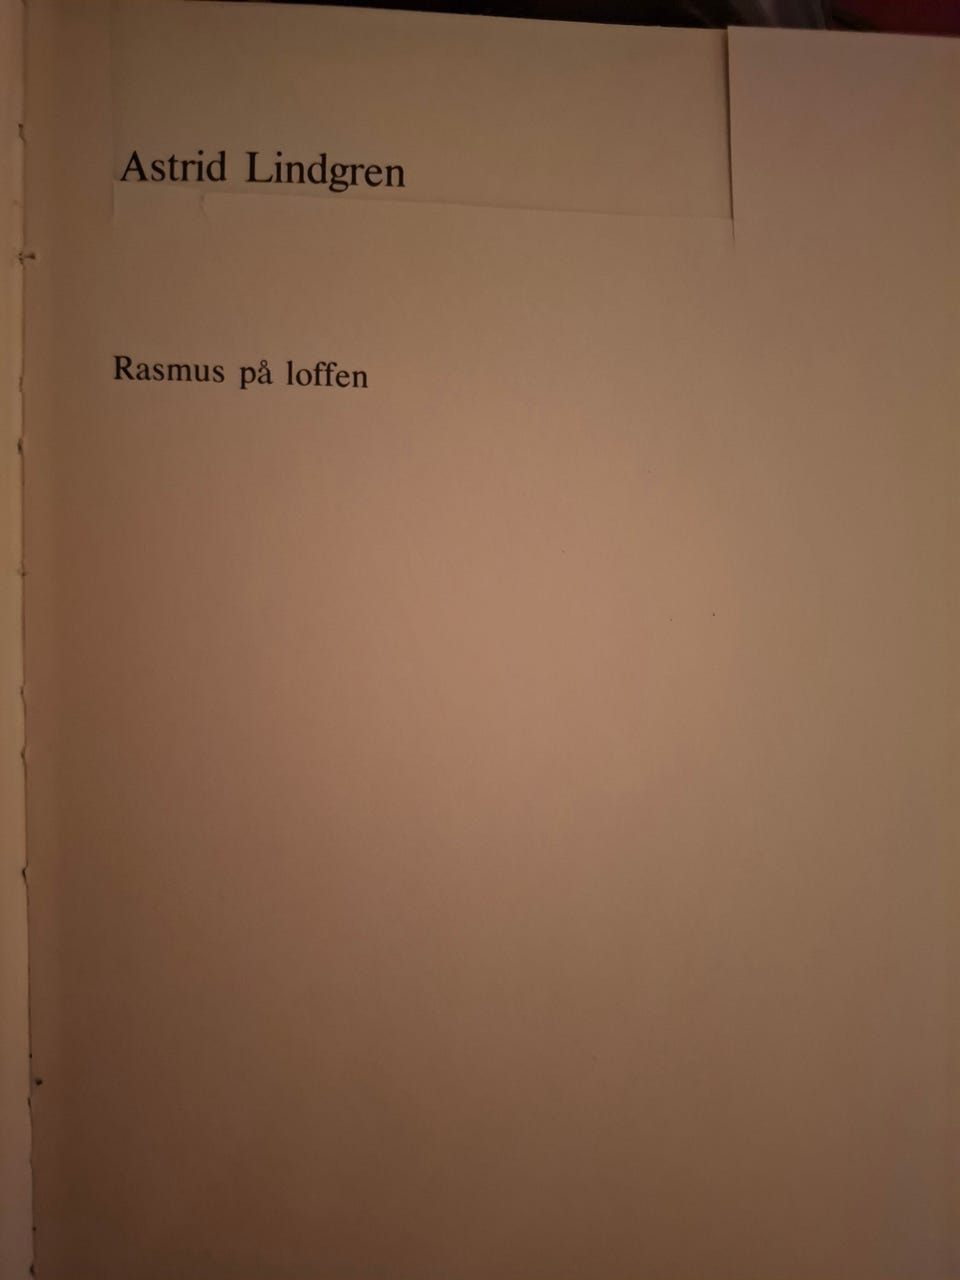 Astrid Lindgren
Rasmus på loffen